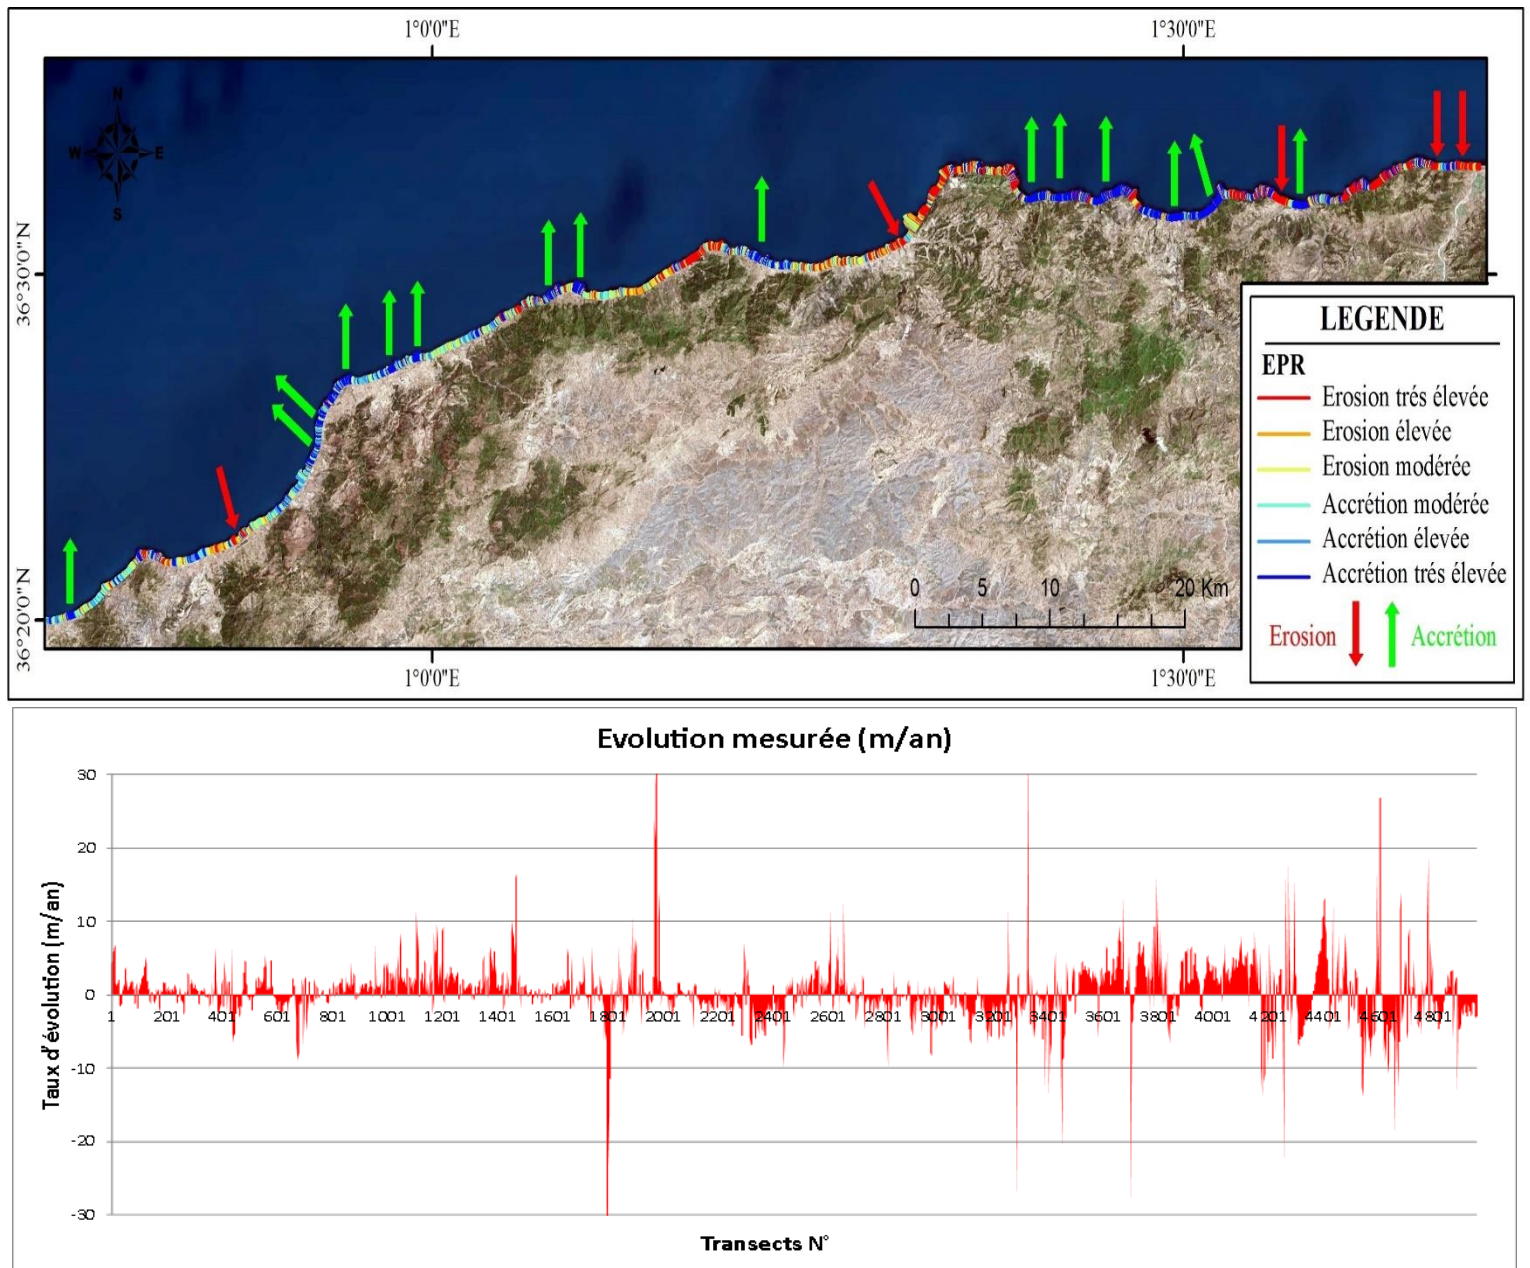 1°0'0"E 1°30'0"E
N
W E
S
36°30'0"N
36°20'0"N
LEGENDE
EPR
Erosion trés élevée
Erosion élevée
Erosion modérée
Accrétion modérée
Accrétion élevée
Accrétion trés élevée
Erosion Accrétion
0 5 10 20 Km
1°0'0"E 1°30'0"E
Evolution mesurée (m/an)
Taux d'évolution (m/an)
30
20
10
0
-10
-20
-30
1 201 401 601 801 1001 1201 1401 1601 1801 2001 2201 2401 2601 2801 3001 3201 3401 3601 3801 4001 4201 4401 4601 4801
Transects N°